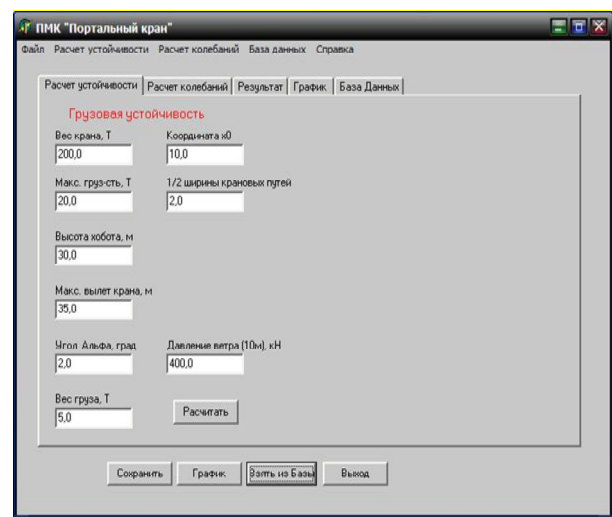 ПМК "Портальный кран"
Файл Расчет устойчивости Расчет колебаний База данных Справка
Расчет устойчивости Расчет колебаний Результат График База Данных
Грузовая устойчивость
Вес крана, Т Координата x0
200,0 10,0
Макс. груз-сть, Т 1/2 ширины крановых путей
20,0 2,0
Высота хобота, м
30,0
Макс. вылет крана, м
35,0
Угол Альфа, град Давление ветра (10м), кН
2,0 400,0
Вес груза, Т
5,0 Расчитать
Сохранить График Взять из Базы Выход